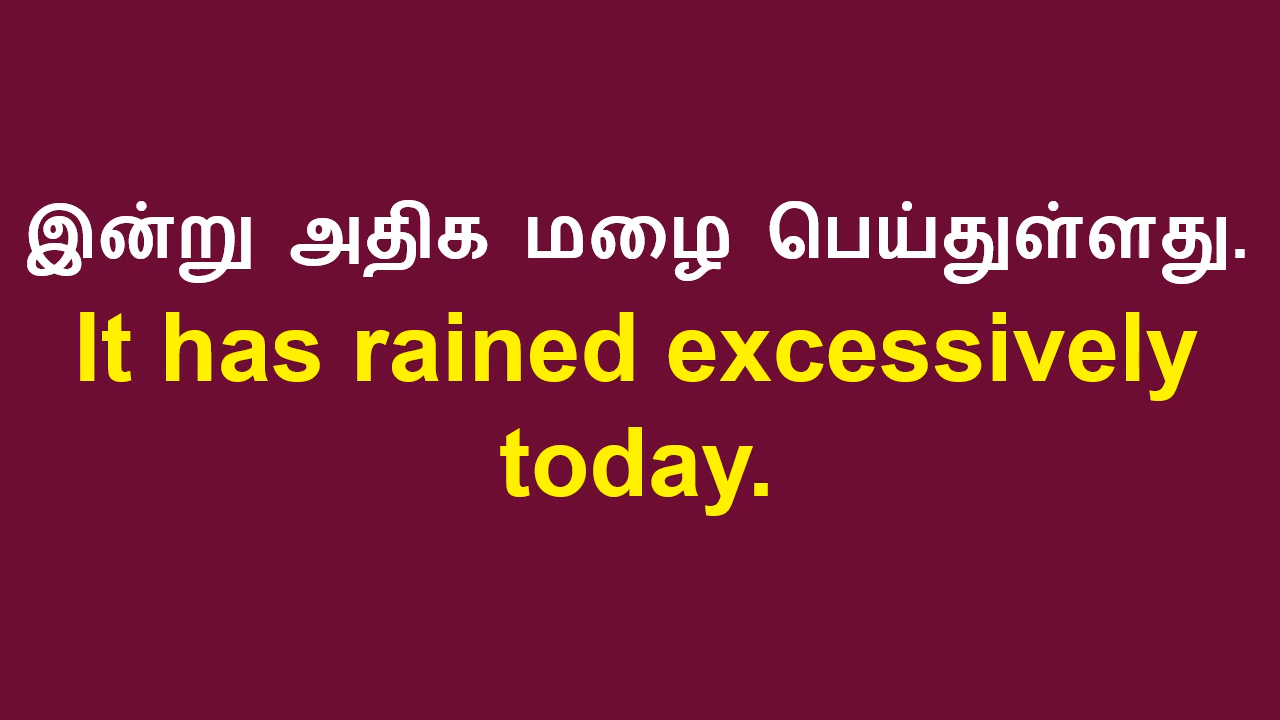 இன்று அதிக மழை பெய்துள்ளது.
It has rained excessively
today.